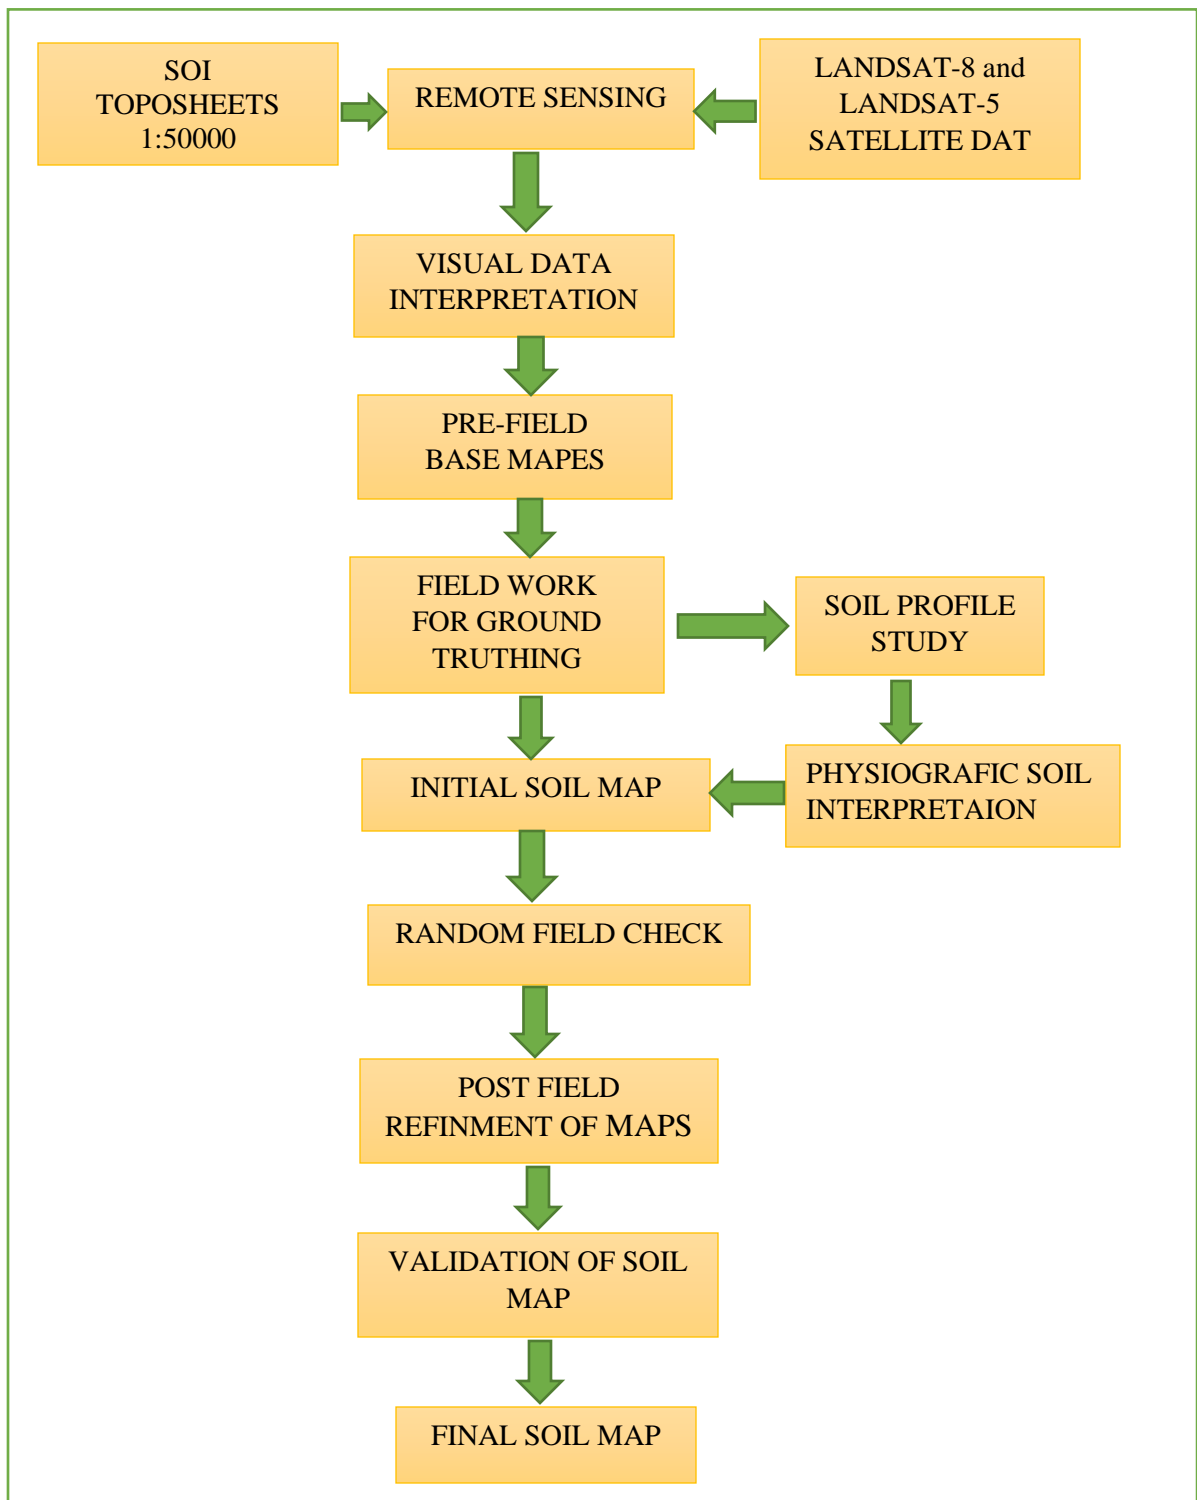 SOI
TOPOSHEETS
1:50000
REMOTE SENSING
LANDSAT-8 and
LANDSAT-5
SATELLITE DAT
VISUAL DATA
INTERPRETATION
PRE-FIELD
BASE MAPES
FIELD WORK
FOR GROUND
TRUTHING
SOIL PROFILE
STUDY
INITIAL SOIL MAP
PHYSIOGRAFIC SOIL
INTERPRETAION
RANDOM FIELD CHECK
POST FIELD
REFINMENT OF MAPS
VALIDATION OF SOIL
MAP
FINAL SOIL MAP